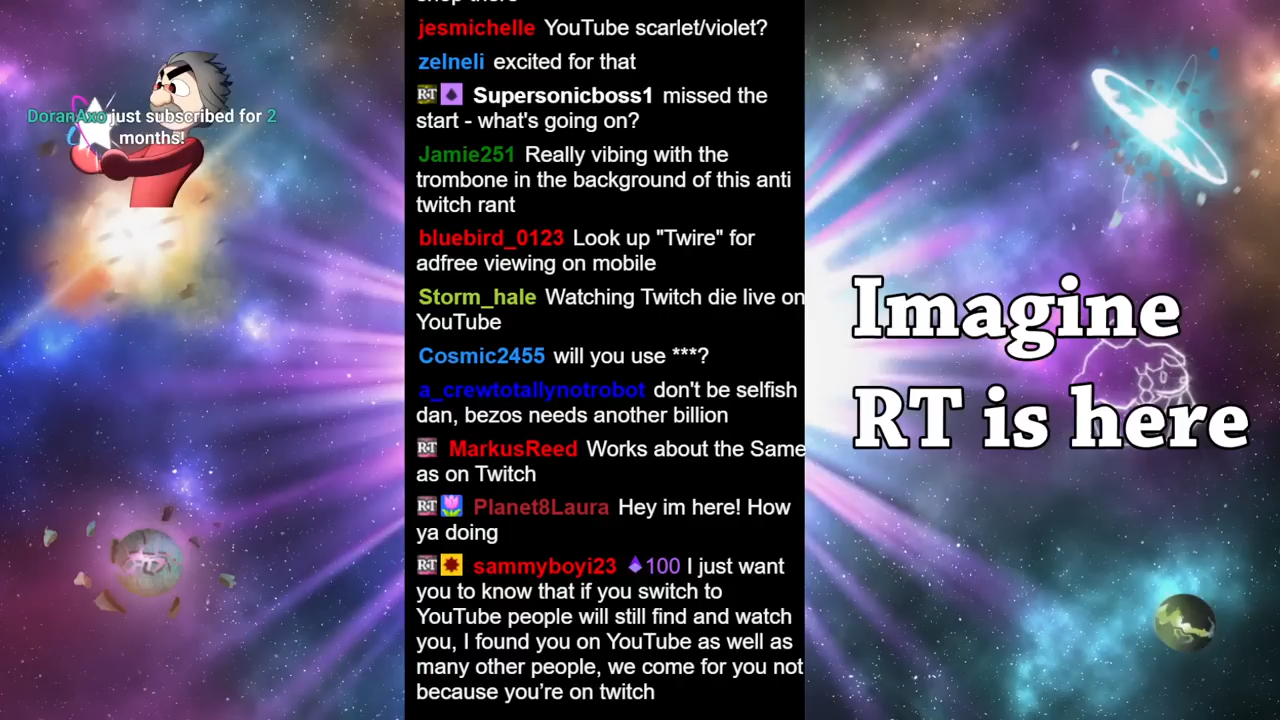 DoranAxo just subscribed for 2
months!
shop there
jesmichelle YouTube scarlet/violet?
zelneli excited for that
RT Supersonicboss1 missed the
start - what's going on?
Jamie251 Really vibing with the
trombone in the background of this anti
twitch rant
bluebird_0123 Look up "Twire" for
adfree viewing on mobile
Storm_hale Watching Twitch die live on
YouTube
Cosmic2455 will you use ***?
a_crewtotallynotrobot don't be selfish
dan, bezos needs another billion
RT MarkusReed Works about the Same
as on Twitch
RT Planet8Laura Hey im here! How
ya doing
RT sammyboyi23 100 I just want
you to know that if you switch to
YouTube people will still find and watch
you, I found you on YouTube as well as
many other people, we come for you not
because you're on twitch
Imagine
RT is here